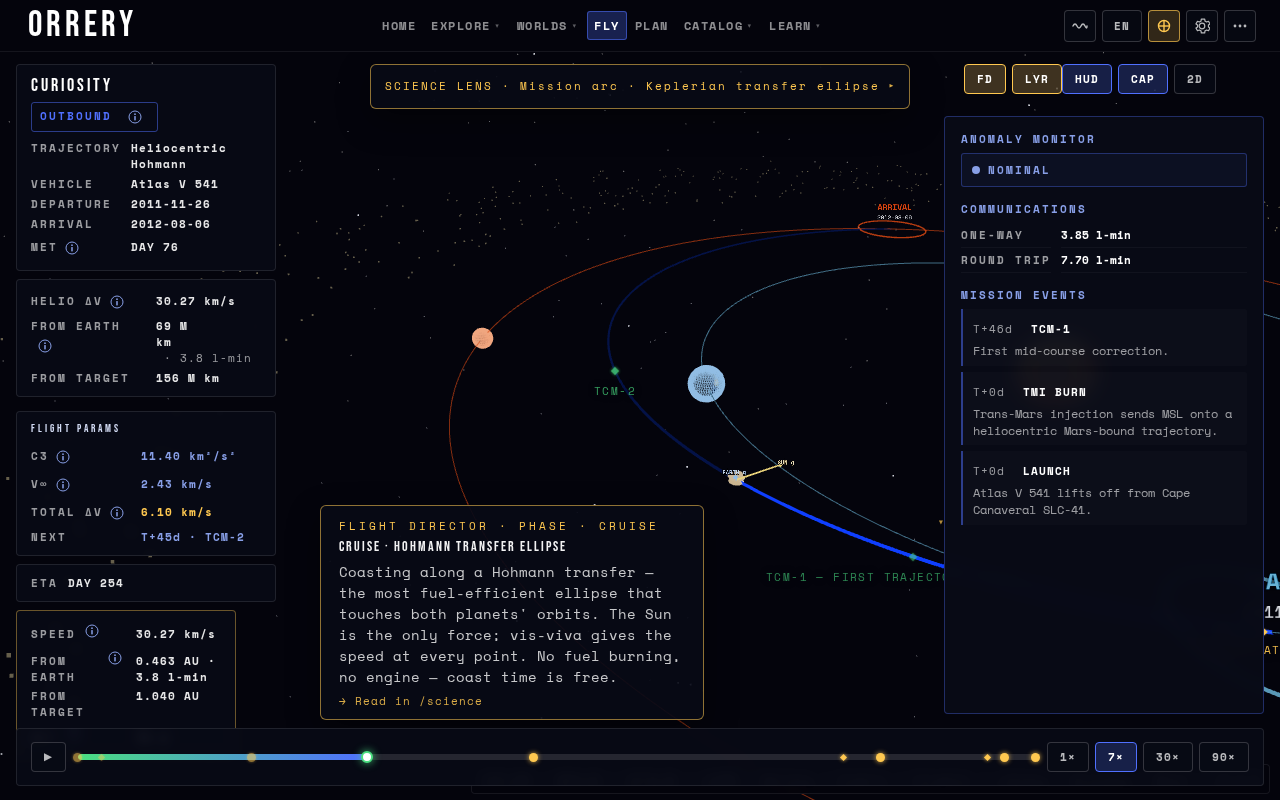 ORRERY
HOME EXPLORE WORLDS FLY PLAN CATALOG LEARN
EN
CURIOSITY
OUTBOUND
TRAJECTORY Heliocentric Hohmann
VEHICLE Atlas V 541
DEPARTURE 2011-11-26
ARRIVAL 2012-08-06
MET DAY 76
HELIO ΔV 30.27 km/s
FROM EARTH 69 M km
· 3.8 l-min
FROM TARGET 156 M km
FLIGHT PARAMS
C3 11.40 km²/s²
V∞ 2.43 km/s
TOTAL ΔV 6.10 km/s
NEXT T+45d · TCM-2
ETA DAY 254
SPEED 30.27 km/s
FROM EARTH 0.463 AU · 3.8 l-min
FROM TARGET 1.040 AU
SCIENCE LENS · Mission arc · Keplerian transfer ellipse ▸
ARRIVAL
2012-08-06
TCM-2
TCM-1 — FIRST TRAJECTO
FLIGHT DIRECTOR · PHASE · CRUISE
CRUISE · HOHMANN TRANSFER ELLIPSE
Coasting along a Hohmann transfer —
the most fuel-efficient ellipse that
touches both planets' orbits. The Sun
is the only force; vis-viva gives the
speed at every point. No fuel burning,
no engine — coast time is free.
→ Read in /science
FD LYR HUD CAP 2D
ANOMALY MONITOR
NOMINAL
COMMUNICATIONS
ONE-WAY 3.85 l-min
ROUND TRIP 7.70 l-min
MISSION EVENTS
T+46d TCM-1
First mid-course correction.
T+0d TMI BURN
Trans-Mars injection sends MSL onto a
heliocentric Mars-bound trajectory.
T+0d LAUNCH
Atlas V 541 lifts off from Cape
Canaveral SLC-41.
A
11
AT
1× 7× 30× 90×